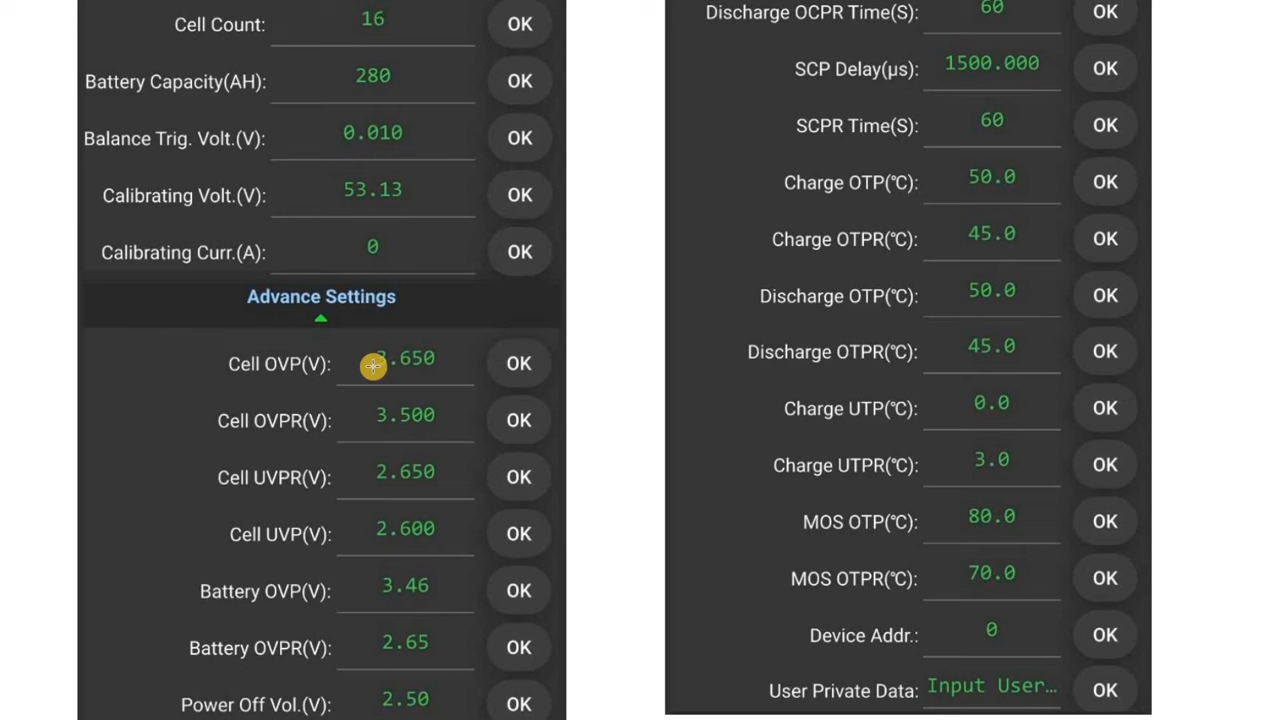 Cell Count: 16 OK
Battery Capacity(AH): 280 OK
Balance Trig. Volt.(V): 0.010 OK
Calibrating Volt.(V): 53.13 OK
Calibrating Curr.(A): 0 OK
Advance Settings
Cell OVP(V): 3.650 OK
Cell OVPR(V): 3.500 OK
Cell UVPR(V): 2.650 OK
Cell UVP(V): 2.600 OK
Battery OVP(V): 3.46 OK
Battery OVPR(V): 2.65 OK
Power Off Vol.(V): 2.50 OK
Discharge OCPR Time(S): 60 OK
SCP Delay(μs): 1500.000 OK
SCPR Time(S): 60 OK
Charge OTP(℃): 50.0 OK
Charge OTPR(℃): 45.0 OK
Discharge OTP(℃): 50.0 OK
Discharge OTPR(℃): 45.0 OK
Charge UTP(℃): 0.0 OK
Charge UTPR(℃): 3.0 OK
MOS OTP(℃): 80.0 OK
MOS OTPR(℃): 70.0 OK
Device Addr.: 0 OK
User Private Data: Input User… OK